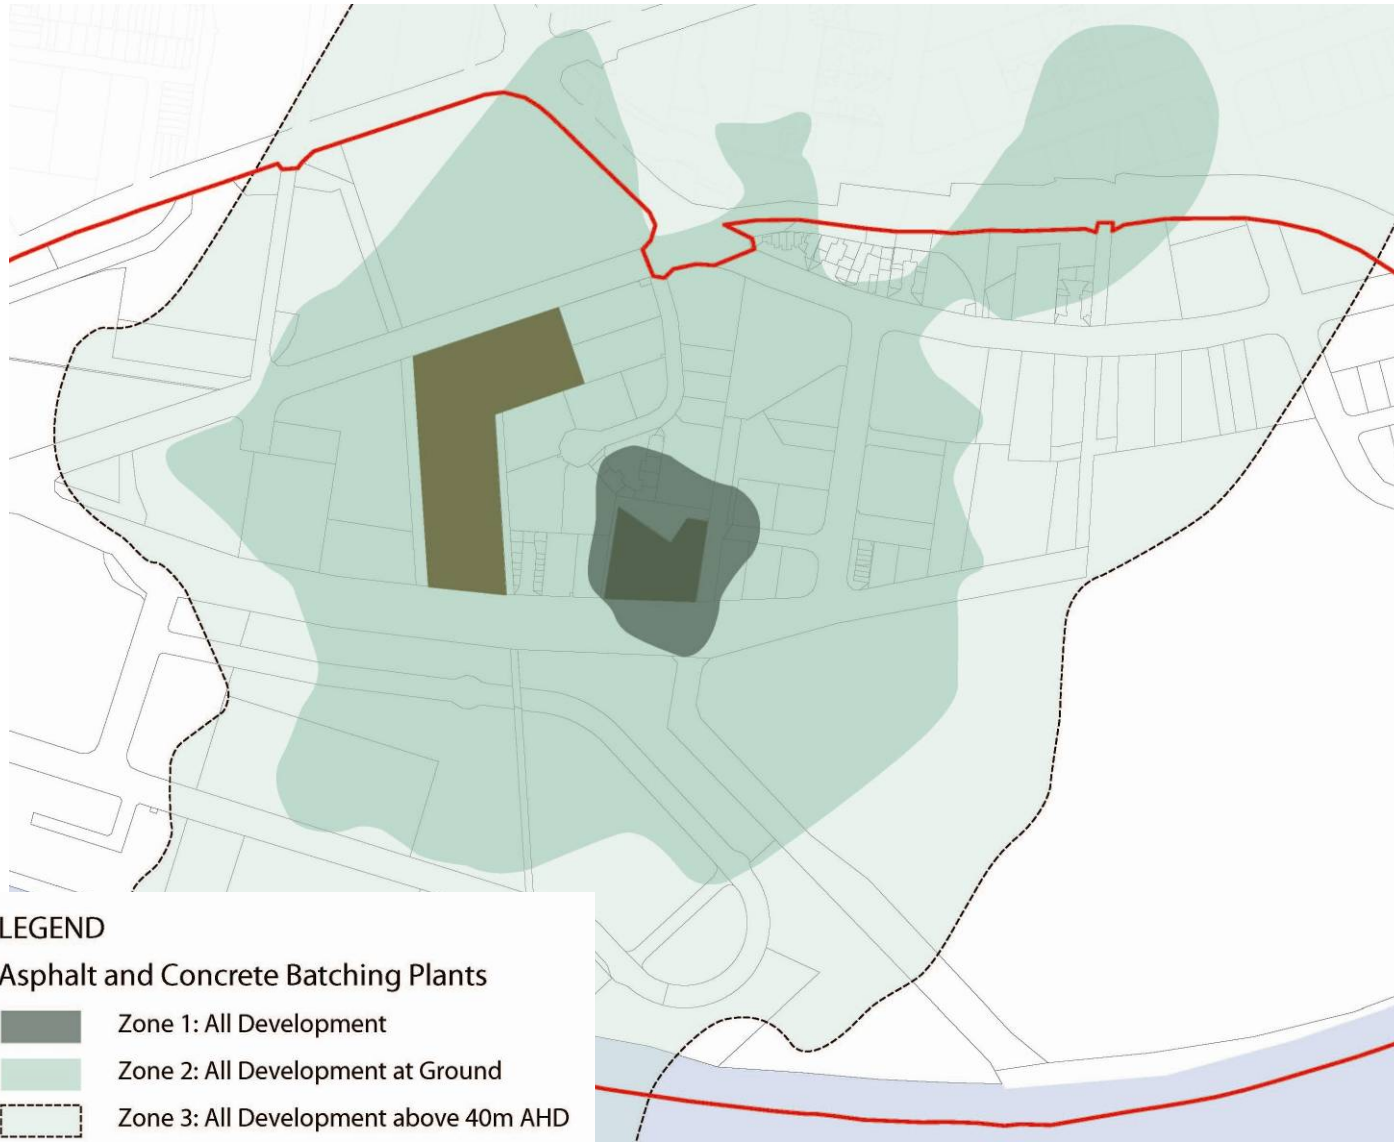 LEGEND
Asphalt and Concrete Batching Plants
Zone 1: All Development
Zone 2: All Development at Ground
Zone 3: All Development above 40m AHD